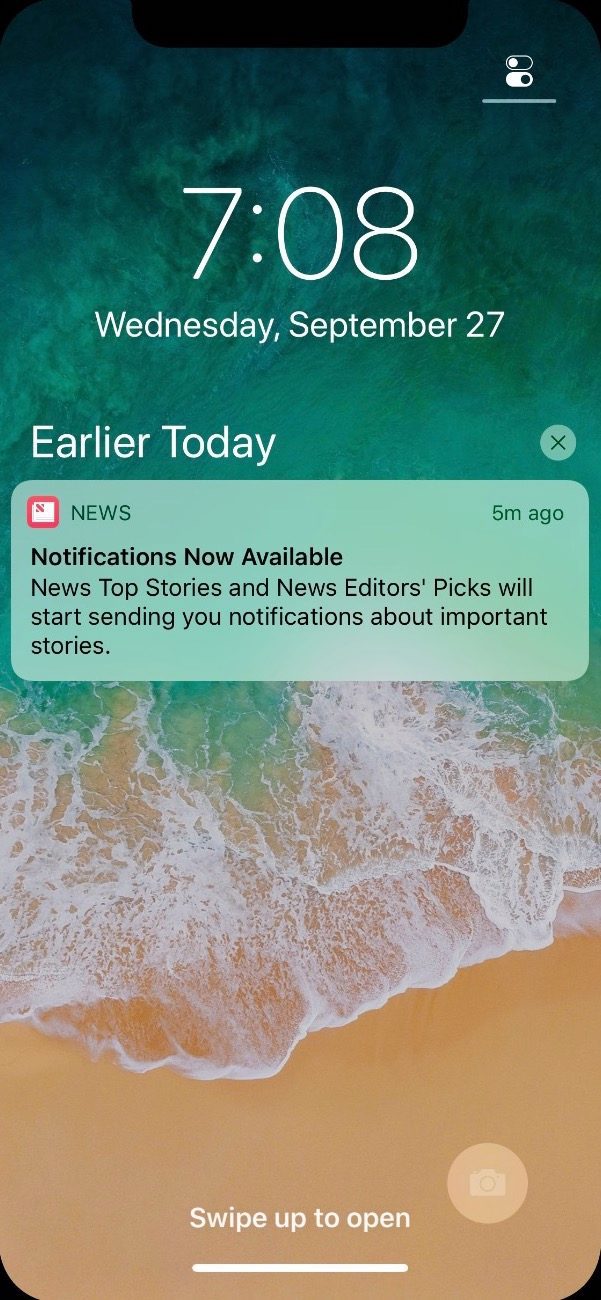 7:08
Wednesday, September 27
Earlier Today
NEWS 5m ago
Notifications Now Available
News Top Stories and News Editors' Picks will
start sending you notifications about important
stories.
Swipe up to open